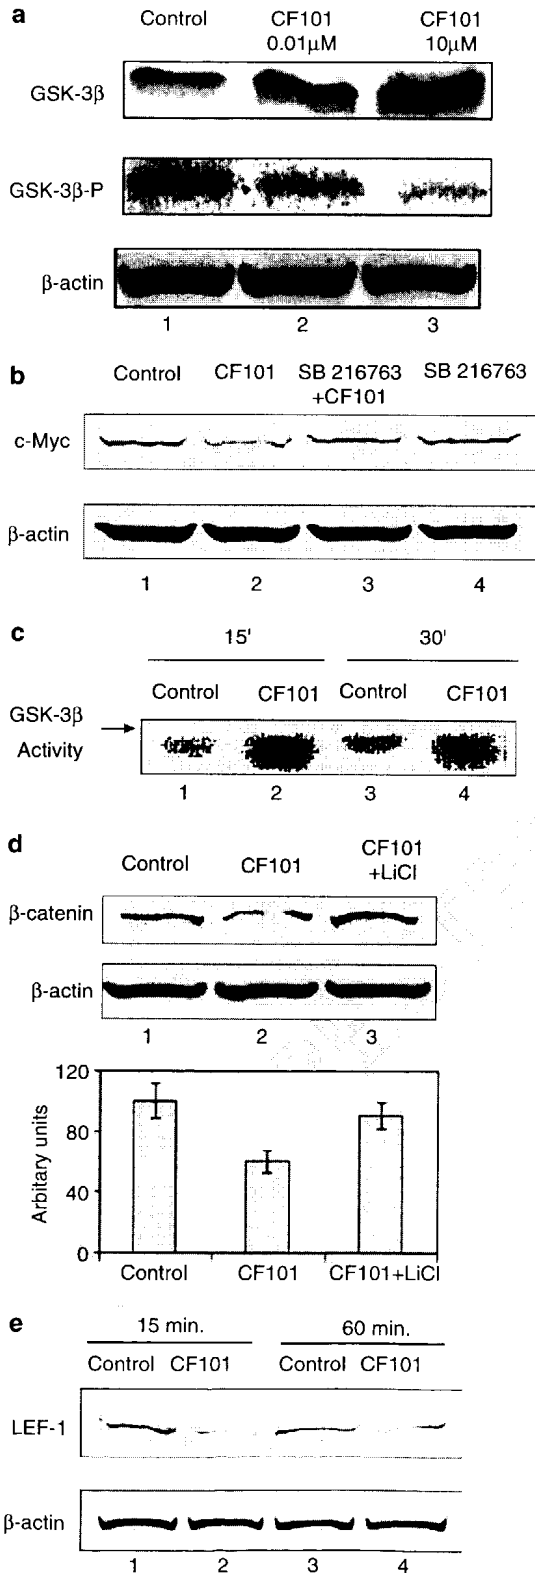 a
Control CF101 CF101
0.01µM 10µM
GSK-3β
GSK-3β-P
β-actin
1 2 3
b
Control CF101 SB 216763 SB 216763
+CF101
c-Myc
β-actin
1 2 3 4
c
15' 30'
Control CF101 Control CF101
GSK-3β
Activity
1 2 3 4
d
Control CF101 CF101
+LiCl
β-catenin
β-actin
1 2 3
120
80
40
0
Arbitary units
Control CF101 CF101+LiCl
e
15 min. 60 min.
Control CF101 Control CF101
LEF-1
β-actin
1 2 3 4